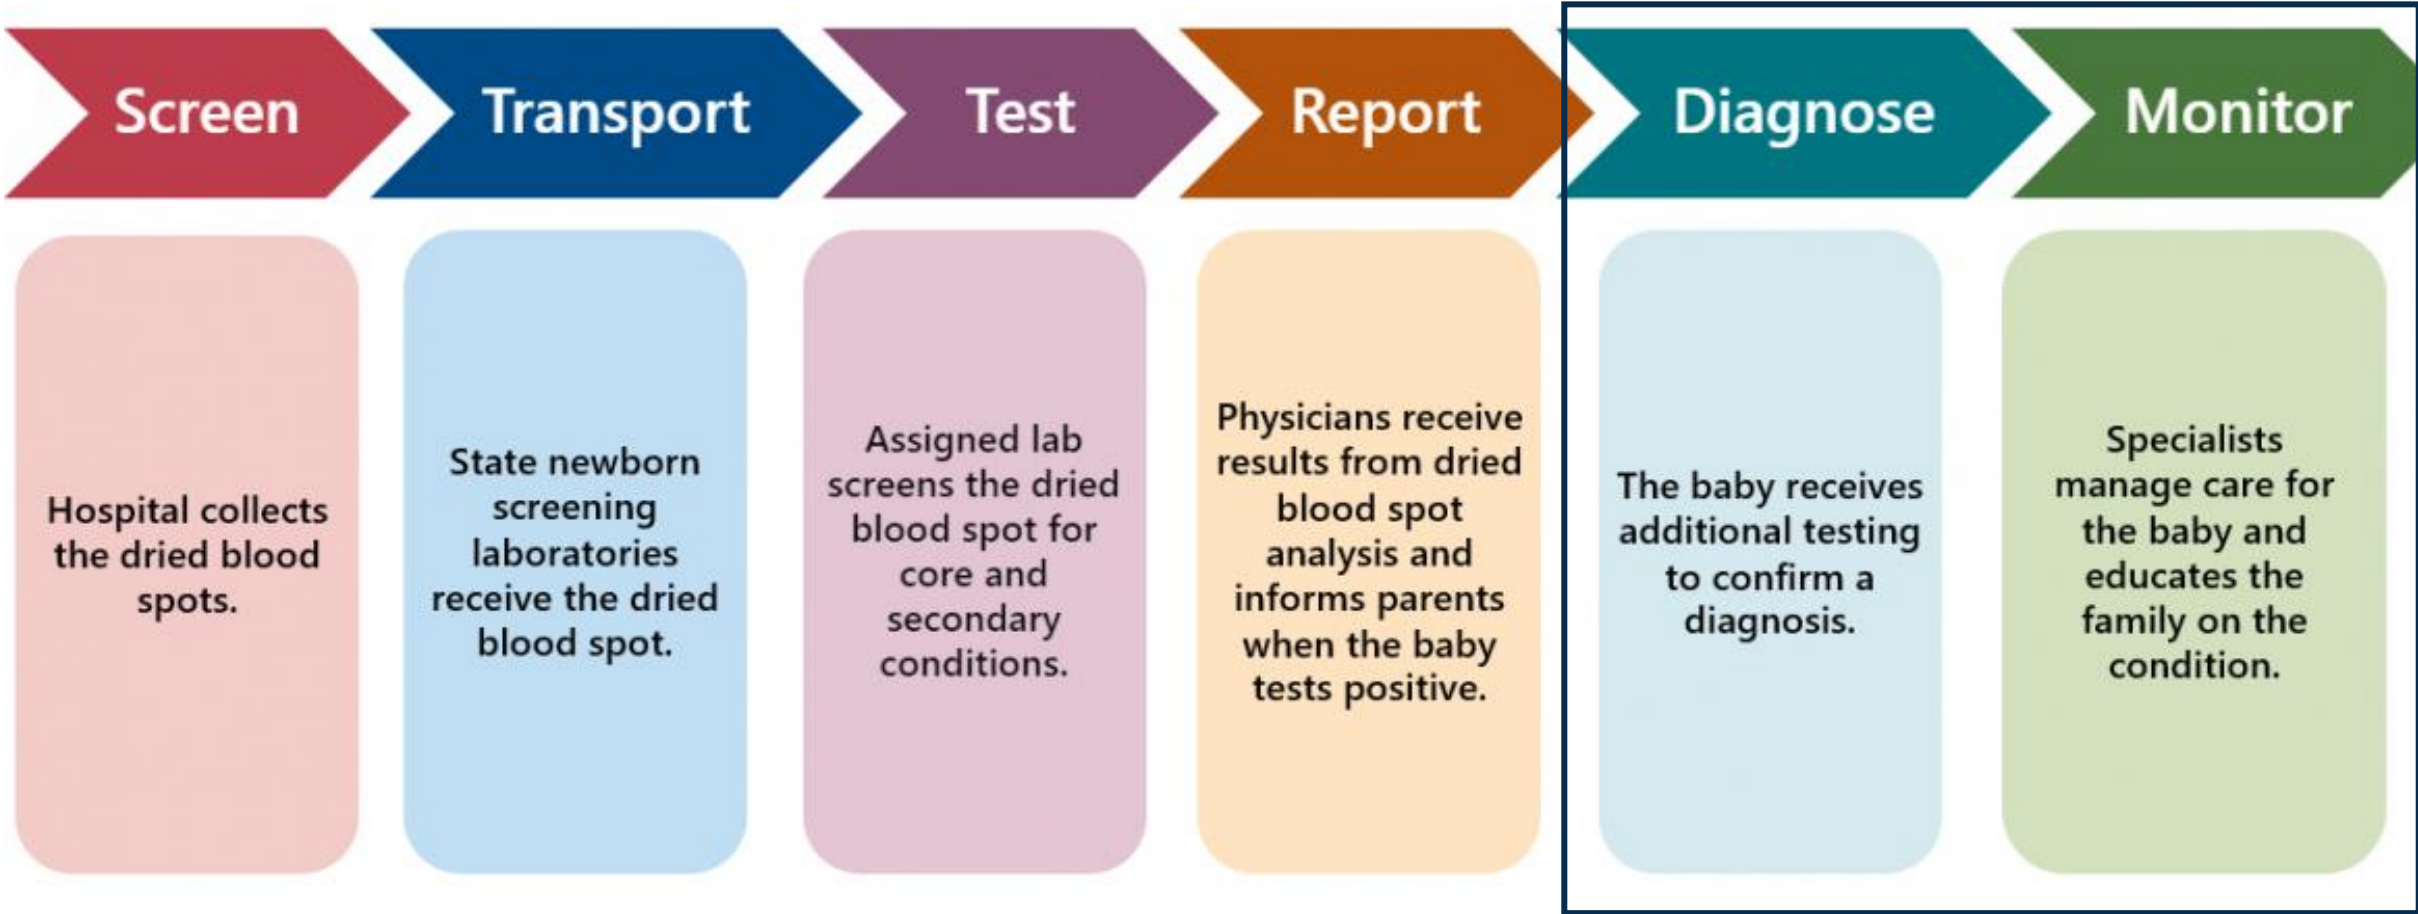 Screen
Transport
Test
Report
Diagnose
Monitor
Hospital collects
the dried blood
spots.
State newborn
screening
laboratories
receive the dried
blood spot.
Assigned lab
screens the dried
blood spot for
core and
secondary
conditions.
Physicians receive
results from dried
blood spot
analysis and
informs parents
when the baby
tests positive.
The baby receives
additional testing
to confirm a
diagnosis.
Specialists
manage care for
the baby and
educates the
family on the
condition.